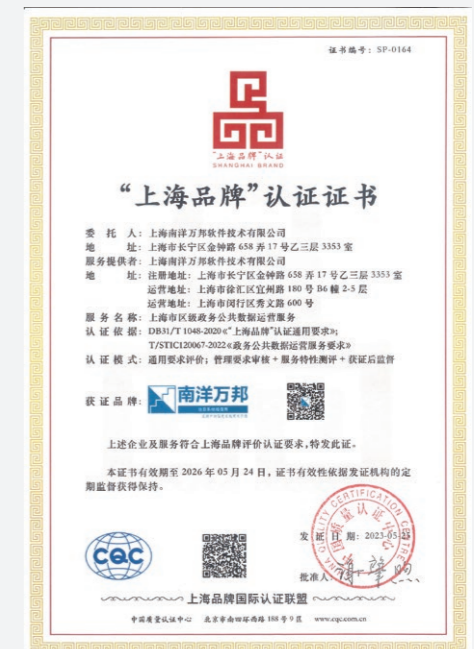 证书编号：SP-0164
“上海品牌”认证
SHANGHAI BRAND
“上海品牌”认证证书
委托人：上海南洋万邦软件技术有限公司
地址：上海市长宁区金钟路 658 弄 17 号乙三层 3353 室
服务提供者：上海南洋万邦软件技术有限公司
地址：注册地址：上海市长宁区金钟路 658 弄 17 号乙三层 3353 室
运营地址：上海市徐汇区宜州路 180 号 B6 幢 2-5 层
运营地址：上海市闵行区秀文路 600 号
服务名称：上海市区级政务公共数据运营服务
认证依据：DB31/T 1048-2020《“上海品牌”认证通用要求》；
T/STIC120067-2022《政务公共数据运营服务要求》
认证模式：通用要求评价；管理要求审核 + 服务特性测评 + 获证后监督
获证品牌：
南洋万邦
上述企业及服务符合上海品牌评价认证要求，特发此证。
本证书有效期至 2026 年 05 月 24 日，证书有效性依据发证机构的定
期监督获得保持。
发证日期：2023-05-25
批准人：
CQC
上海品牌国际认证联盟
中国质量认证中心 北京市南四环西路 188 号 9 区 www.cqc.com.cn